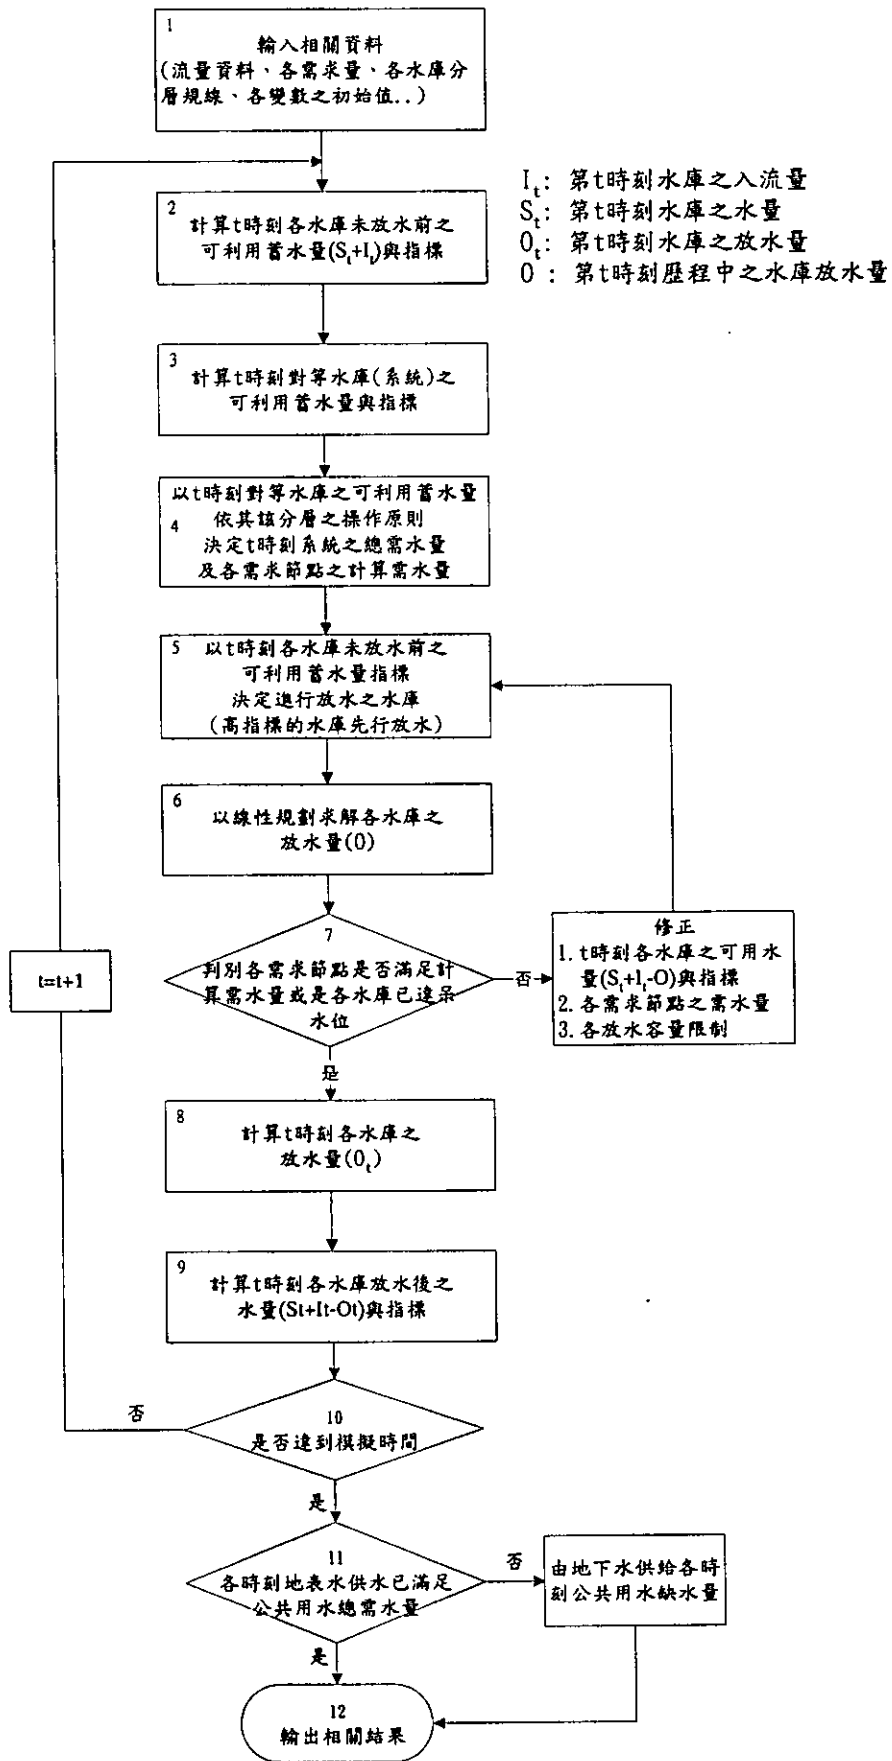 1
輸入相關資料
(流量資料、各需求量、各水庫分
層規線、各變數之初始值..)
I_t: 第t時刻水庫之入流量
S_t: 第t時刻水庫之水量
O_t: 第t時刻水庫之放水量
O : 第t時刻歷程中之水庫放水量
2
計算t時刻各水庫未放水前之
可利用蓄水量(S_t+I_t)與指標
3
計算t時刻對等水庫(系統)之
可利用蓄水量與指標
以t時刻對等水庫之可利用蓄水量
4 依其該分層之操作原則
決定t時刻系統之總需水量
及各需求節點之計算需水量
5 以t時刻各水庫未放水前之
可利用蓄水量指標
決定進行放水之水庫
(高指標的水庫先行放水)
6
以線性規劃求解各水庫之
放水量(O)
7
判別各需求節點是否滿足計
算需水量或是各水庫已達呆
水位
否
修正
1. t時刻各水庫之可用水
量(S_t+I_t-O)與指標
2. 各需求節點之需水量
3. 各放水容量限制
t=t+1
是
8
計算t時刻各水庫之
放水量(O_t)
9
計算t時刻各水庫放水後之
水量(St+It-Ot)與指標
否
10
是否達到模擬時間
是
11
各時刻地表水供水已滿足
公共用水總需水量
否
由地下水供給各時
刻公共用水缺水量
是
12
輸出相關結果